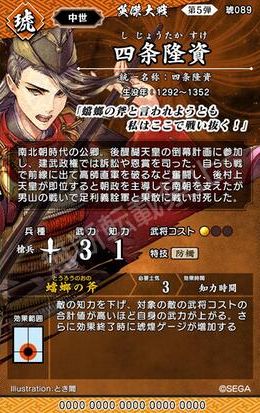 琥 中世 英傑大戦 第5弾 琥089
しじょうたかすけ
四条隆資
統一名称:四条隆資
生没年:1292~1352
「蟷螂の斧と言われようとも
私はここで戦い抜く!」
南北朝時代の公卿。後醍醐天皇の倒幕計画に参加
し、建武政権では訴訟や恩賞を司った。自らも戦
で前線に出て高師直軍を破るなど奮闘し、後村上
天皇が即位すると朝政を主導して南朝を支えたが
男山の戦いで足利義詮軍と果敢に戦い討死した。
兵種 武力 知力 武将コスト
槍兵 3 1 特技 防柵
とうろうのおの
蟷螂の斧 必要士気 3 効果時間 知力時間
効果範囲
敵の知力を下げ、対象の敵の武将コストの
合計値が高いほど自身の武力が上がる。さ
らに効果終了時に琥煌ゲージが増加する
Illustration:とき間 ©SEGA
0000 0000 0000 0000 0000